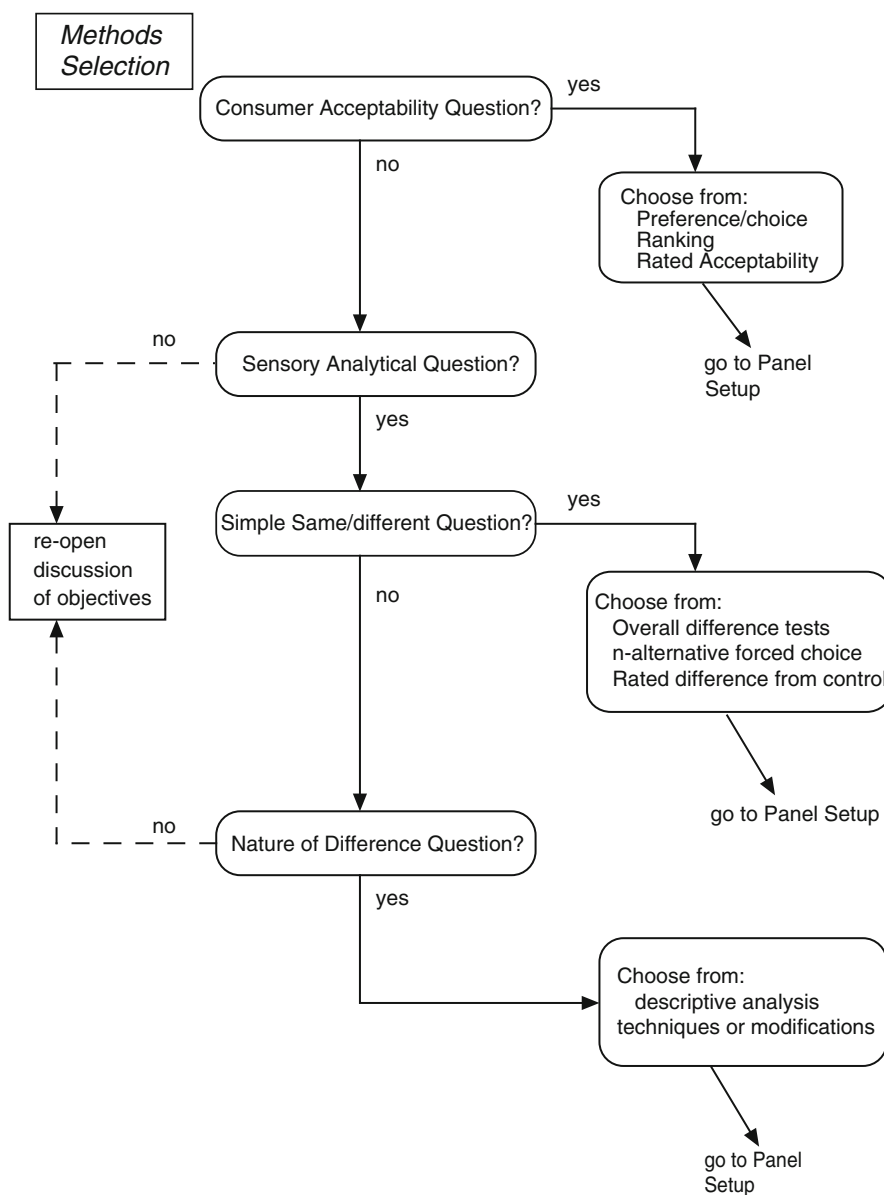 Methods
Selection
Consumer Acceptability Question?
yes
no
Choose from:
Preference/choice
Ranking
Rated Acceptability
go to Panel
Setup
no
Sensory Analytical Question?
yes
Simple Same/different Question?
yes
re-open
discussion
of objectives
no
Choose from:
Overall difference tests
n-alternative forced choice
Rated difference from control
go to Panel Setup
no
Nature of Difference Question?
yes
Choose from:
descriptive analysis
techniques or modifications
go to Panel
Setup